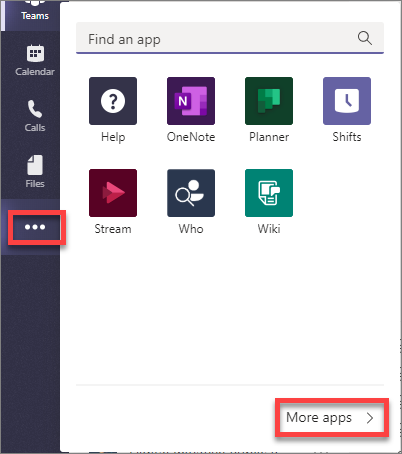 Teams
Calendar
Calls
Files
Find an app
Help
OneNote
Planner
Shifts
Stream
Who
Wiki
More apps